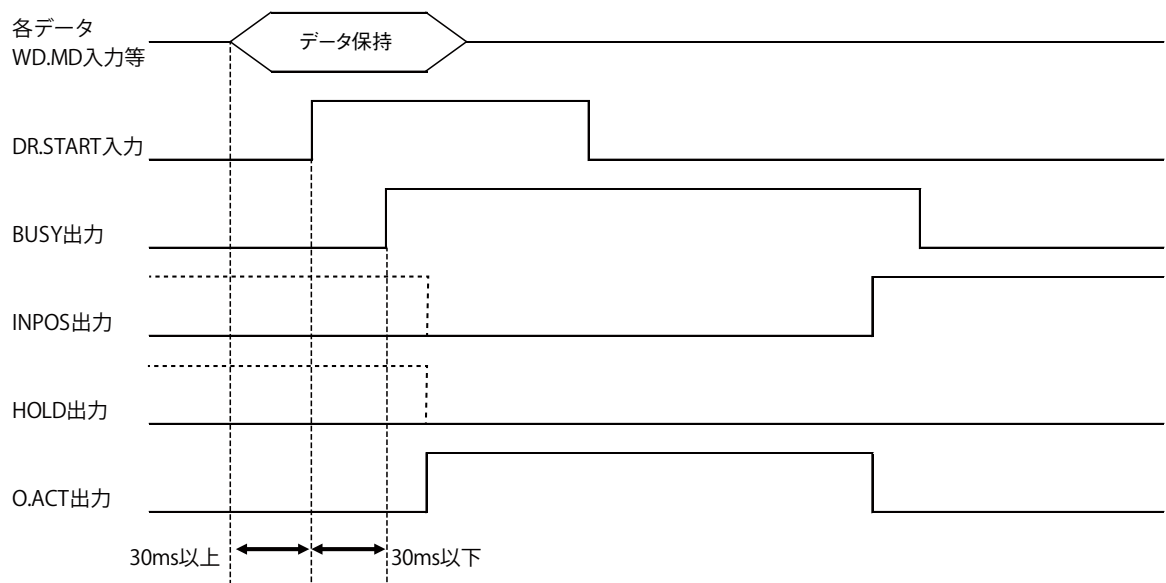 各データ
WD.MD入力等
データ保持
DR.START入力
BUSY出力
INPOS出力
HOLD出力
O.ACT出力
30ms以上
30ms以下